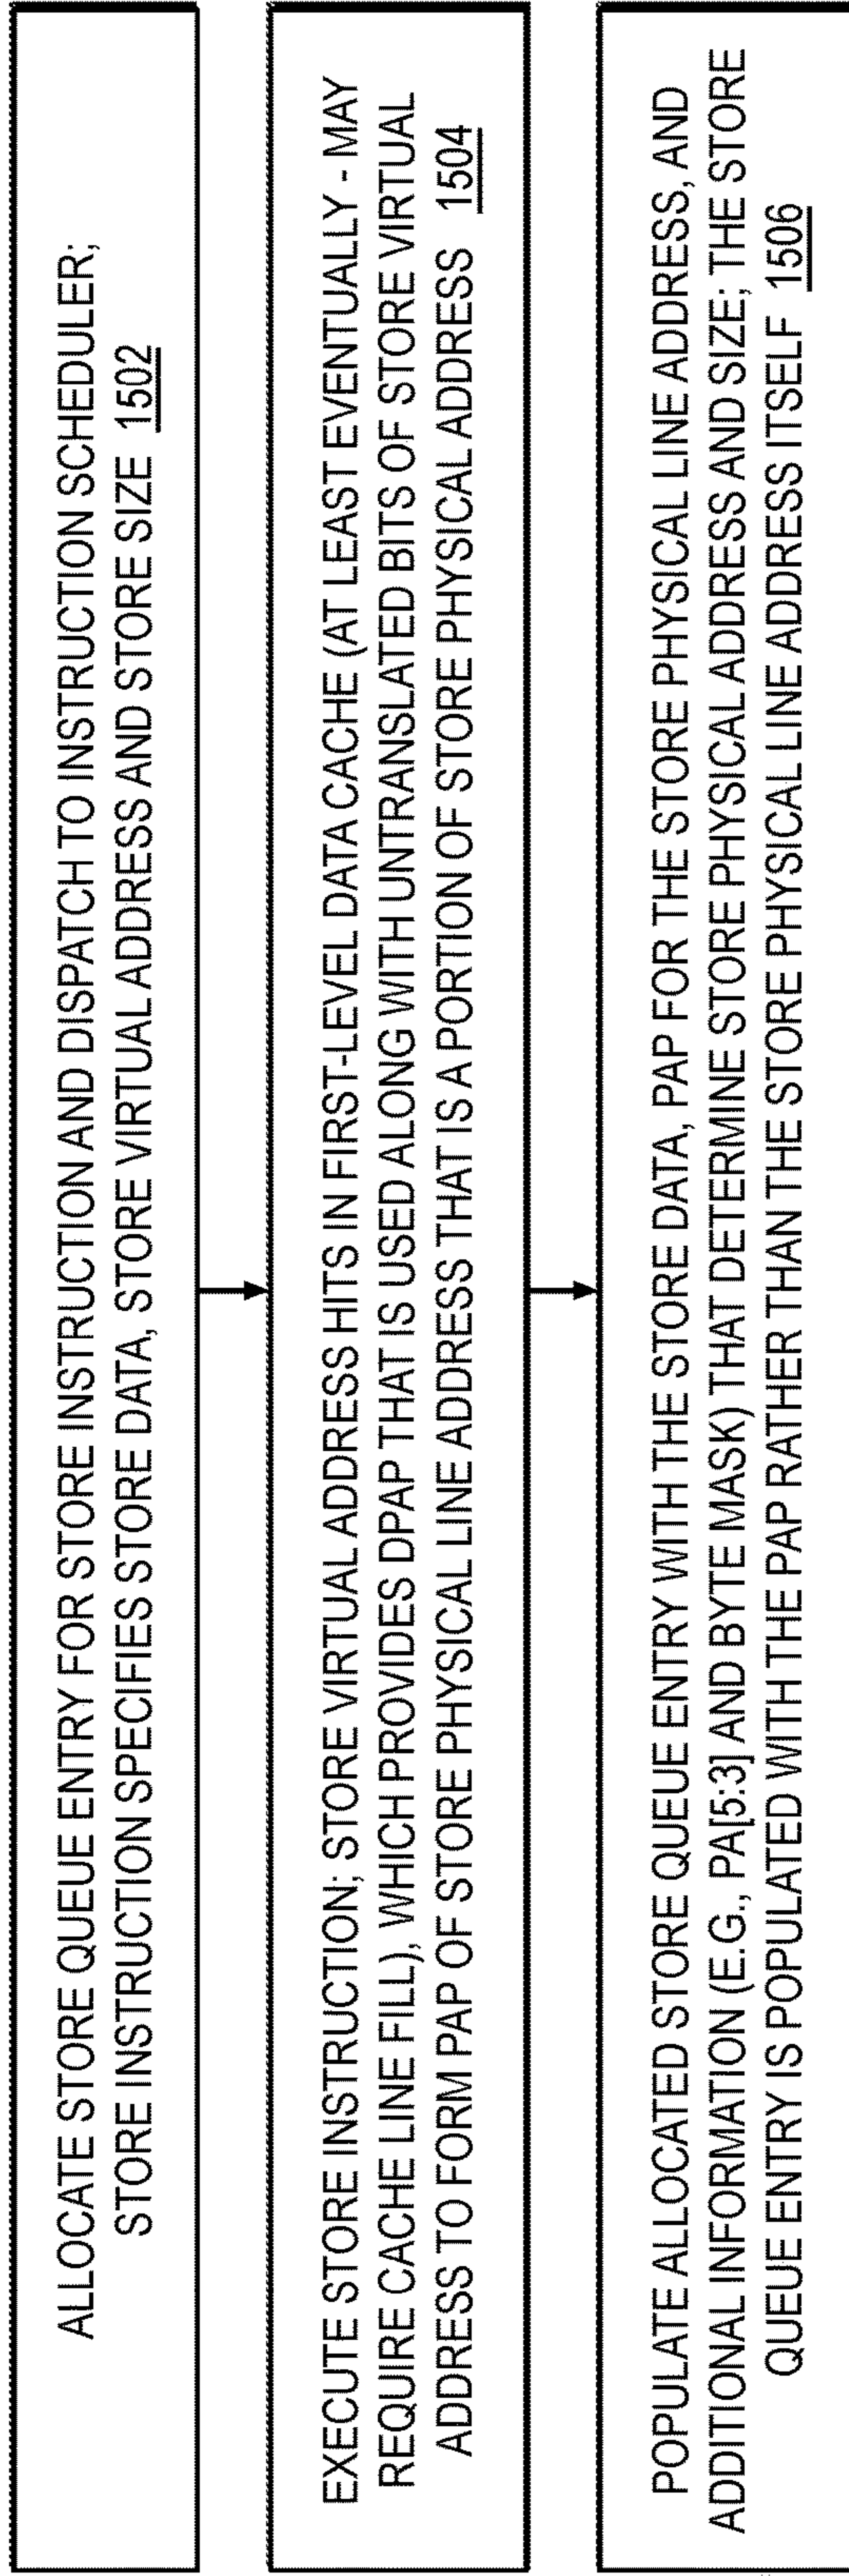 ALLOCATE STORE QUEUE ENTRY FOR STORE INSTRUCTION AND DISPATCH TO INSTRUCTION SCHEDULER;
STORE INSTRUCTION SPECIFIES STORE DATA, STORE VIRTUAL ADDRESS AND STORE SIZE 1502
EXECUTE STORE INSTRUCTION; STORE VIRTUAL ADDRESS HITS IN FIRST-LEVEL DATA CACHE (AT LEAST EVENTUALLY - MAY
REQUIRE CACHE LINE FILL), WHICH PROVIDES DPAP THAT IS USED ALONG WITH UNTRANSLATED BITS OF STORE VIRTUAL
ADDRESS TO FORM PAP OF STORE PHYSICAL LINE ADDRESS THAT IS A PORTION OF STORE PHYSICAL ADDRESS 1504
POPULATE ALLOCATED STORE QUEUE ENTRY WITH THE STORE DATA, PAP FOR THE STORE PHYSICAL LINE ADDRESS, AND
ADDITIONAL INFORMATION (E.G., PA[5:3] AND BYTE MASK) THAT DETERMINE STORE PHYSICAL ADDRESS AND SIZE; THE STORE
QUEUE ENTRY IS POPULATED WITH THE PAP RATHER THAN THE STORE PHYSICAL LINE ADDRESS ITSELF 1506